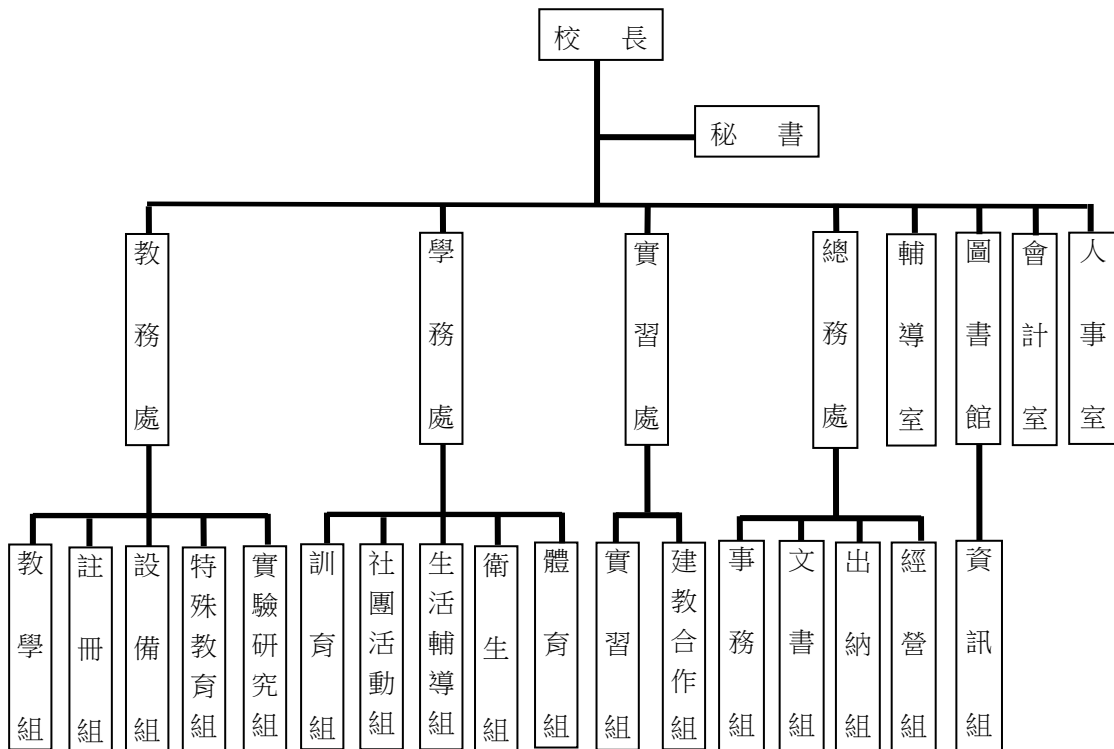 校長
秘書
教務處
學務處
實習處
總務處
輔導室
圖書館
會計室
人事室
教學組
註冊組
設備組
特殊教育組
實驗研究組
訓育組
社團活動組
生活輔導組
衛生組
體育組
實習組
建教合作組
事務組
文書組
出納組
經營組
資訊組